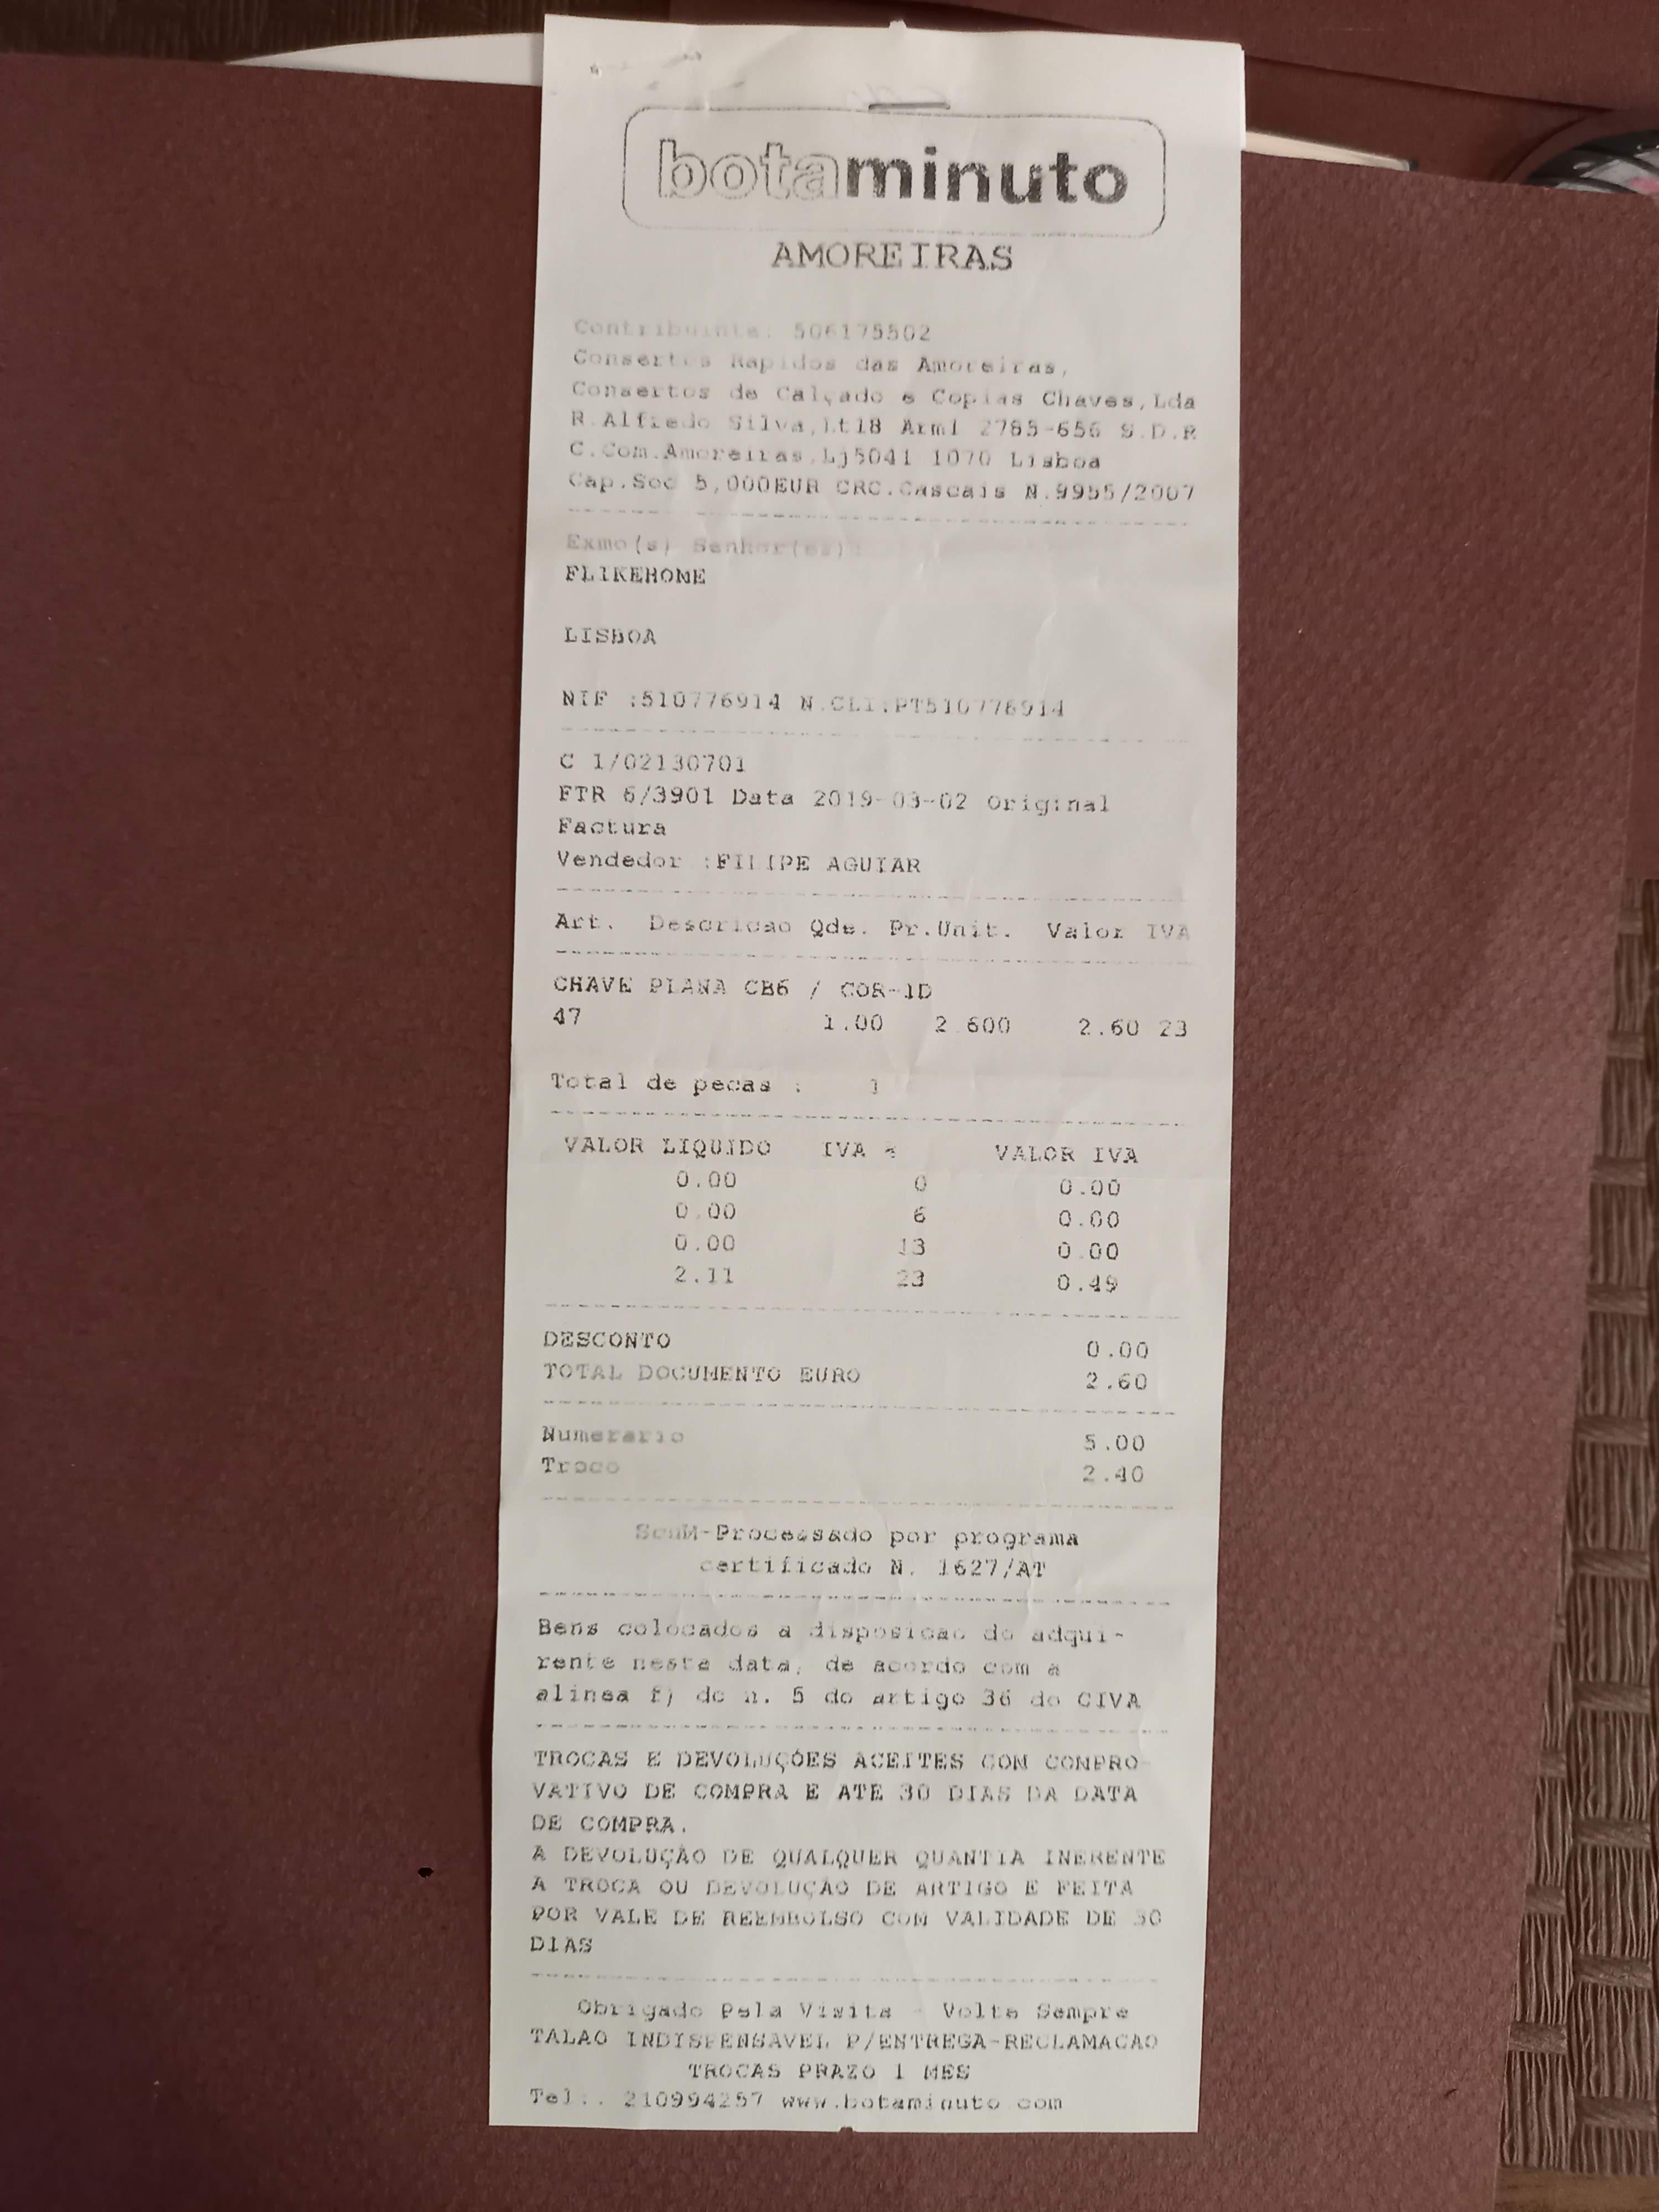 botaminuto
AMOREIRAS
Contribuinte: 506175502
Consertos Rapidos das Amoreiras,
Consertos de Calçado e Copias Chaves,Lda
R.Alfredo Silva,Lt18 Arm1 2785-656 S.D.R
C.Com.Amoreiras,Lj5041 1070 Lisboa
Cap.Soc 5,000EUR CRC.Cascais N.9955/2007
Exmo(s) Senhor(es):
FLIKEHOME
LISBOA
NIF :510776914 N.CLI:PT510776914
C 1/02130701
FTR 6/3901 Data 2019-03-02 Original
Factura
Vendedor :FILIPE AGUIAR
Art. Descricao Qde. Pr.Unit. Valor IVA
CHAVE PLANA CB6 / COR-1D
47 1.00 2.600 2.60 23
Total de pecas : 1
VALOR LIQUIDO IVA % VALOR IVA
0.00 0 0.00
0.00 6 0.00
0.00 13 0.00
2.11 23 0.49
DESCONTO 0.00
TOTAL DOCUMENTO EURO 2.60
Numerario 5.00
Troco 2.40
-Processado por programa
certificado N. 1627/AT
Bens colocados a disposicao do adqui-
rente nesta data, de acordo com a
alinea f) do n. 5 do artigo 36 do CIVA
TROCAS E DEVOLUÇÕES ACEITES COM COMPRO-
VATIVO DE COMPRA E ATE 30 DIAS DA DATA
DE COMPRA.
A DEVOLUÇÃO DE QUALQUER QUANTIA INERENTE
A TROCA OU DEVOLUÇÃO DE ARTIGO E FEITA
POR VALE DE REEMBOLSO COM VALIDADE DE 30
DIAS
Obrigado Pela Visita - Volte Sempre
TALAO INDISPENSAVEL P/ENTREGA-RECLAMACAO
TROCAS PRAZO 1 MES
Tel:. 210994257 www.botaminuto.com